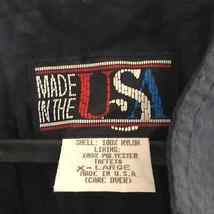 MADE
IN THE
USA
SHELL: 100% NYLON
LINING:
100% POLYESTER
TAFFETA
X-LARGE
MADE IN U.S.A
(CARE OVER)